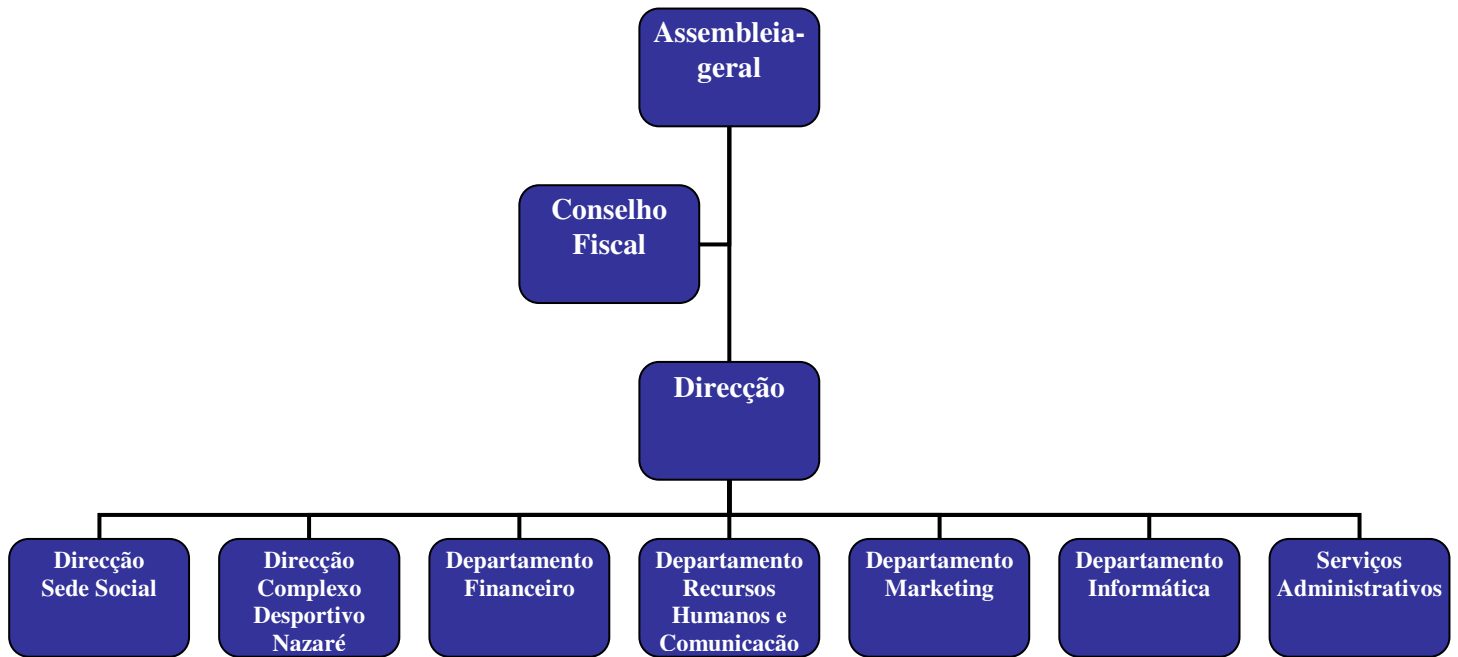 Assembleia-
geral
Conselho
Fiscal
Direcção
Direcção
Sede Social
Direcção
Complexo
Desportivo
Nazaré
Departamento
Financeiro
Departamento
Recursos
Humanos e
Comunicacão
Departamento
Marketing
Departamento
Informática
Serviços
Administrativos